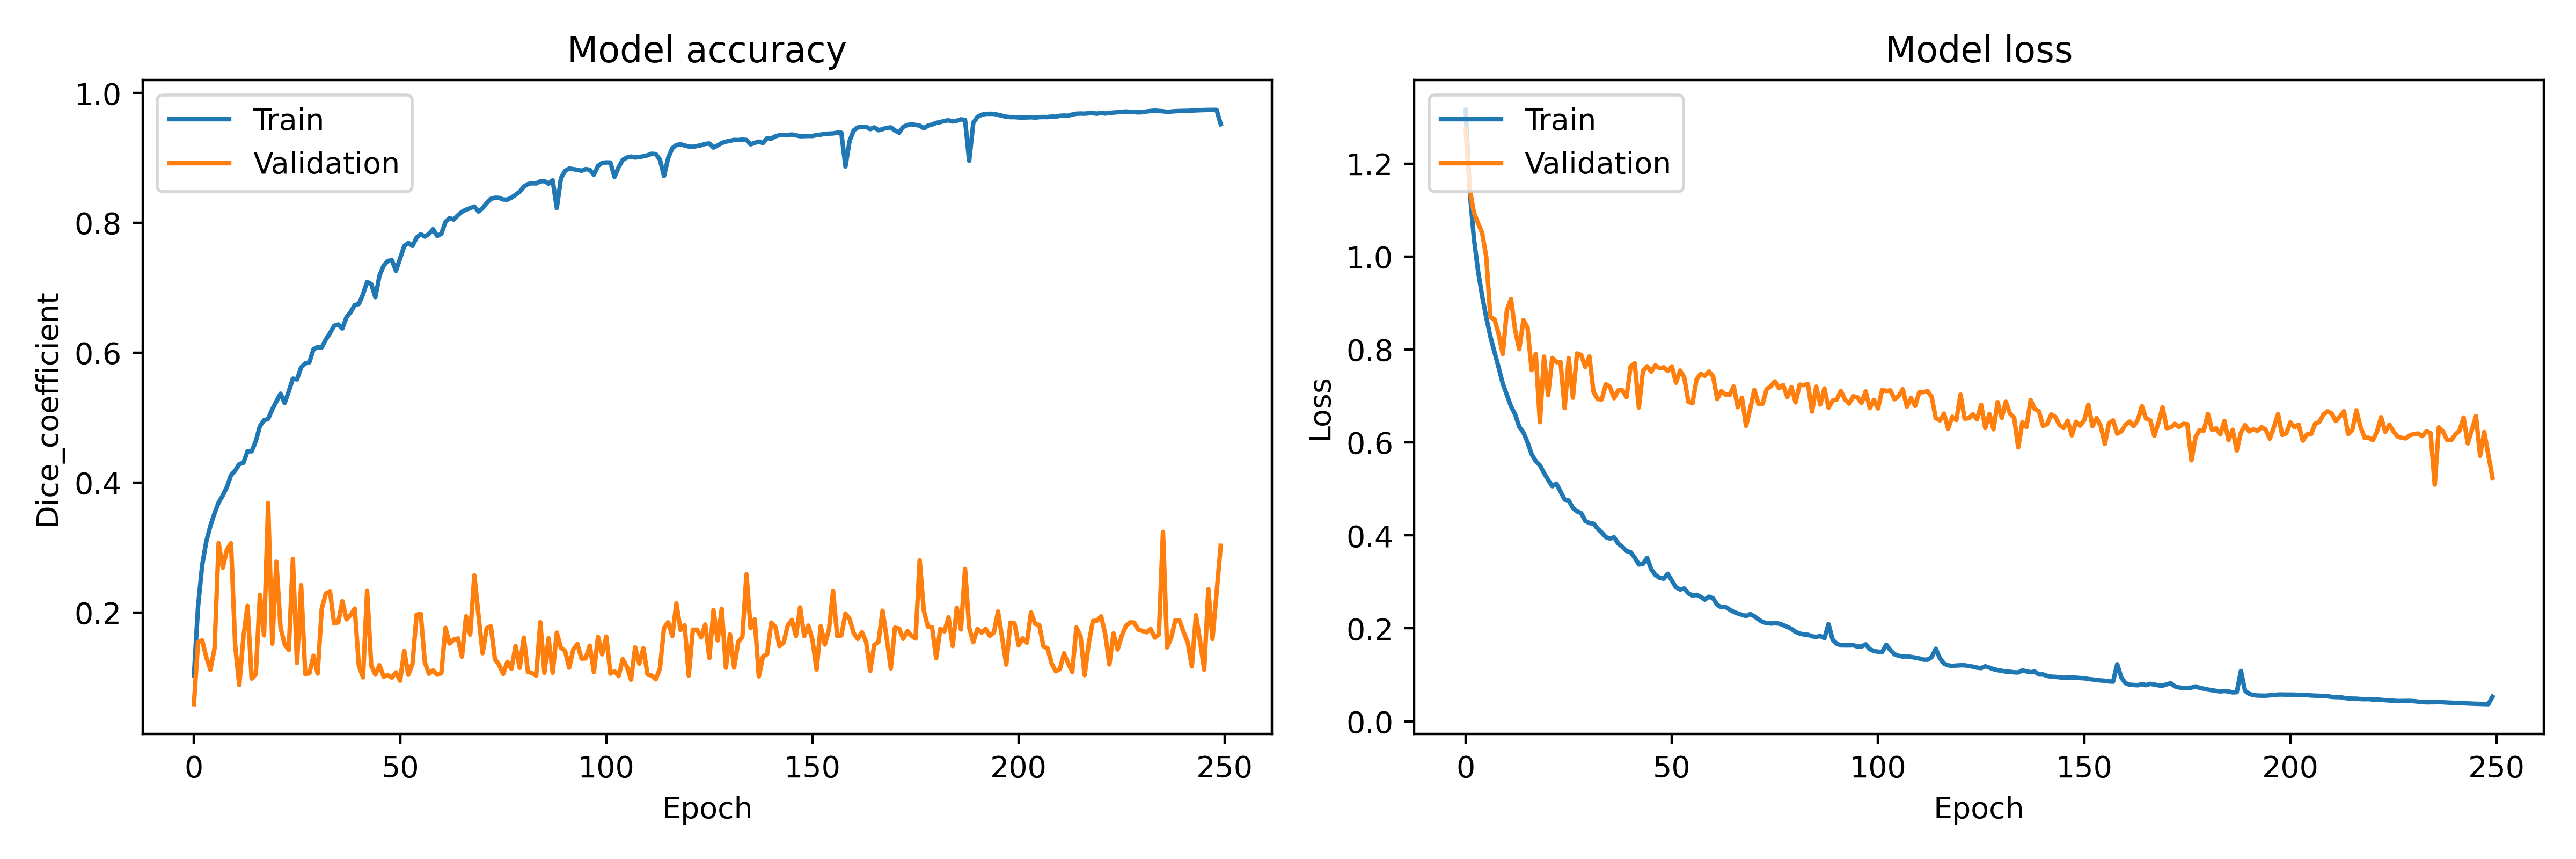 Model accuracy
Train
Validation
Dice_coefficient
1.0
0.8
0.6
0.4
0.2
0 50 100 150 200 250
Epoch
Model loss
Train
Validation
Loss
1.2
1.0
0.8
0.6
0.4
0.2
0.0
0 50 100 150 200 250
Epoch